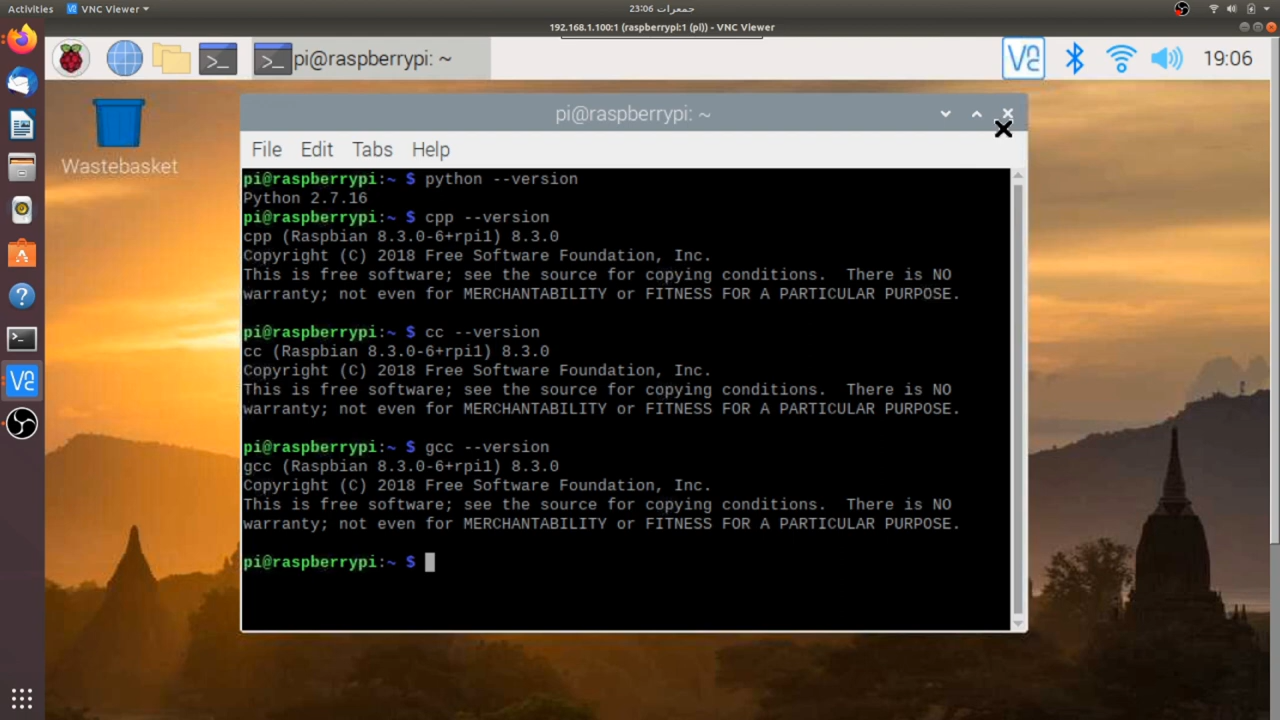 Activities
VNC Viewer
جمعرات 23:06
192.168.1.100:1 (raspberrypi:1 (pi)) - VNC Viewer
pi@raspberrypi: ~
19:06
Wastebasket
pi@raspberrypi: ~
File Edit Tabs Help
pi@raspberrypi:~ $ python --version
Python 2.7.16
pi@raspberrypi:~ $ cpp --version
cpp (Raspbian 8.3.0-6+rpi1) 8.3.0
Copyright (C) 2018 Free Software Foundation, Inc.
This is free software; see the source for copying conditions.  There is NO
warranty; not even for MERCHANTABILITY or FITNESS FOR A PARTICULAR PURPOSE.
pi@raspberrypi:~ $ cc --version
cc (Raspbian 8.3.0-6+rpi1) 8.3.0
Copyright (C) 2018 Free Software Foundation, Inc.
This is free software; see the source for copying conditions.  There is NO
warranty; not even for MERCHANTABILITY or FITNESS FOR A PARTICULAR PURPOSE.
pi@raspberrypi:~ $ gcc --version
gcc (Raspbian 8.3.0-6+rpi1) 8.3.0
Copyright (C) 2018 Free Software Foundation, Inc.
This is free software; see the source for copying conditions.  There is NO
warranty; not even for MERCHANTABILITY or FITNESS FOR A PARTICULAR PURPOSE.
pi@raspberrypi:~ $